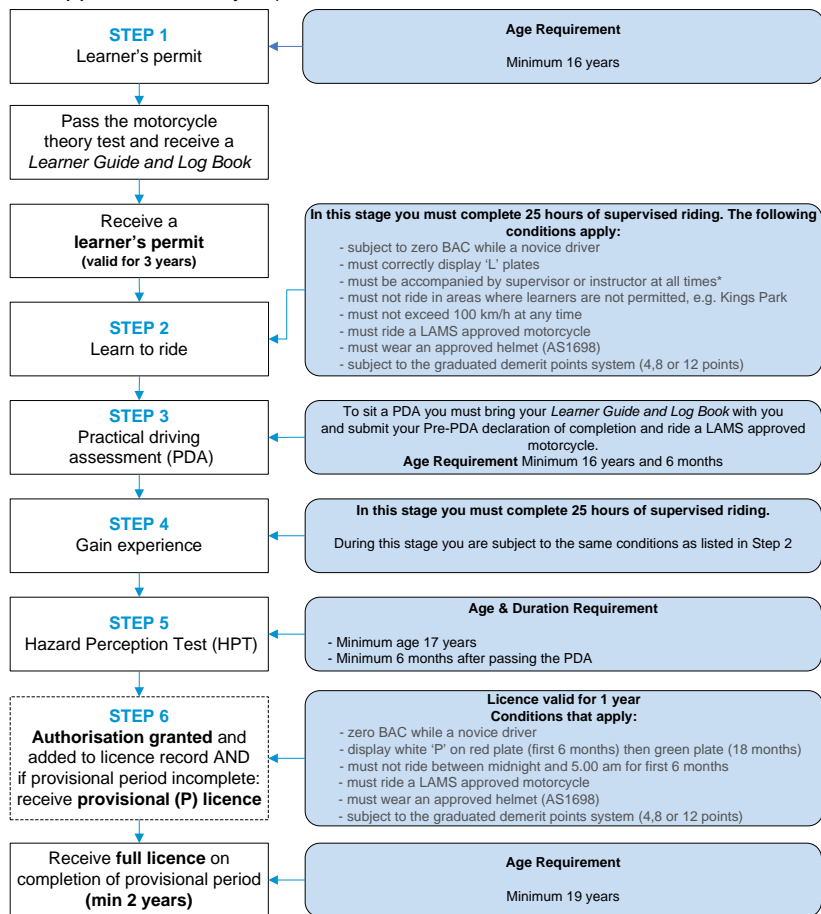 STEP 1
Learner's permit
Age Requirement
Minimum 16 years
Pass the motorcycle
theory test and receive a
Learner Guide and Log Book
Receive a
learner's permit
(valid for 3 years)
In this stage you must complete 25 hours of supervised riding. The following
conditions apply:
- subject to zero BAC while a novice driver
- must correctly display 'L' plates
- must be accompanied by supervisor or instructor at all times*
- must not ride in areas where learners are not permitted, e.g. Kings Park
- must not exceed 100 km/h at any time
- must ride a LAMS approved motorcycle
- must wear an approved helmet (AS1698)
- subject to the graduated demerit points system (4,8 or 12 points)
STEP 2
Learn to ride
STEP 3
Practical driving
assessment (PDA)
To sit a PDA you must bring your Learner Guide and Log Book with you
and submit your Pre-PDA declaration of completion and ride a LAMS approved
motorcycle.
Age Requirement Minimum 16 years and 6 months
STEP 4
Gain experience
In this stage you must complete 25 hours of supervised riding.
During this stage you are subject to the same conditions as listed in Step 2
STEP 5
Hazard Perception Test (HPT)
Age & Duration Requirement
- Minimum age 17 years
- Minimum 6 months after passing the PDA
STEP 6
Authorisation granted and
added to licence record AND
if provisional period incomplete:
receive provisional (P) licence
Licence valid for 1 year
Conditions that apply:
- zero BAC while a novice driver
- display white 'P' on red plate (first 6 months) then green plate (18 months)
- must not ride between midnight and 5.00 am for first 6 months
- must ride a LAMS approved motorcycle
- must wear an approved helmet (AS1698)
- subject to the graduated demerit points system (4,8 or 12 points)
Receive full licence on
completion of provisional period
(min 2 years)
Age Requirement
Minimum 19 years